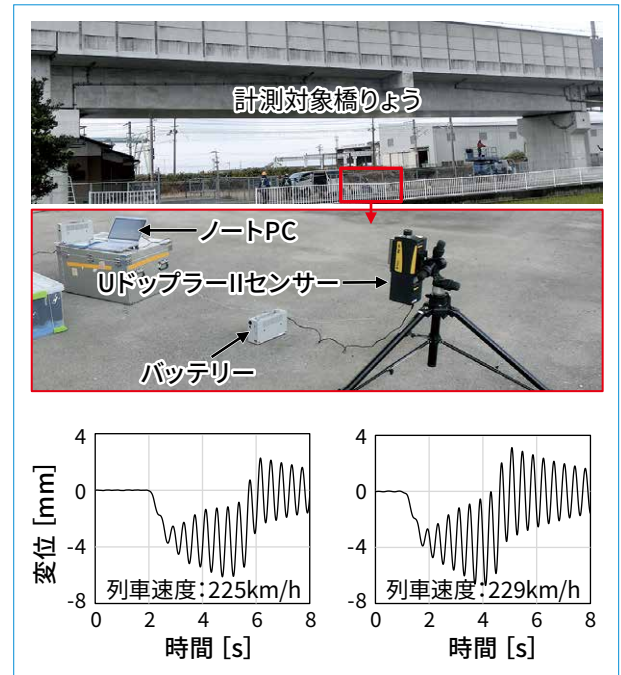 計測対象橋りょう
ノートPC
UドップラーIIセンサー
バッテリー
変位 [mm]
4
0
-4
-8
列車速度:225km/h
0 2 4 6 8
時間 [s]
4
0
-4
-8
列車速度:229km/h
0 2 4 6 8
時間 [s]